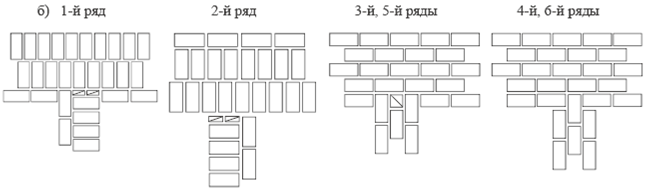 б) 1-й ряд 2-й ряд 3-й, 5-й ряды 4-й, 6-й ряды